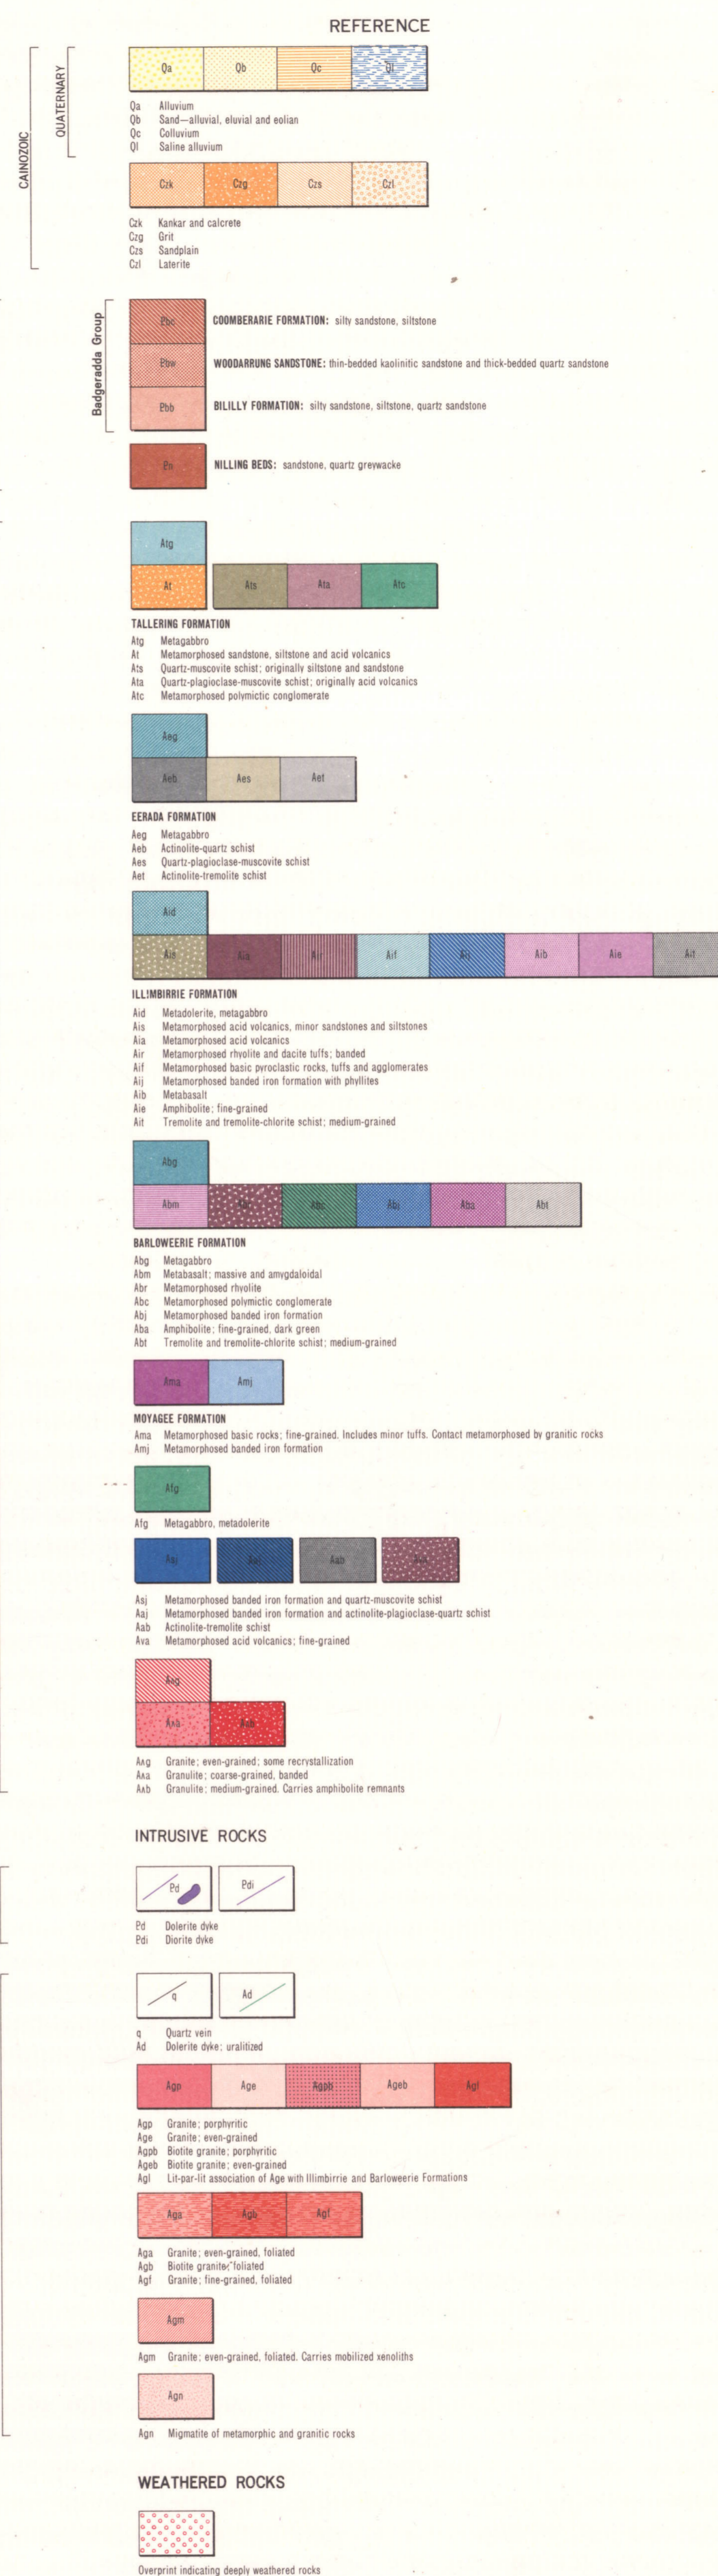 REFERENCE
CAINOZOIC
QUATERNARY
Qa Qb Qc Ql
Qa Alluvium
Qb Sand—alluvial, eluvial and eolian
Qc Colluvium
Ql Saline alluvium
Czk Czg Czs Czl
Czk Kankar and calcrete
Czg Grit
Czs Sandplain
Czl Laterite
Badgeradda Group
Pbc COOMBERARIE FORMATION: silty sandstone, siltstone
Pbw WOODARRUNG SANDSTONE: thin-bedded kaolinitic sandstone and thick-bedded quartz sandstone
Pbb BILILLY FORMATION: silty sandstone, siltstone, quartz sandstone
Pn NILLING BEDS: sandstone, quartz greywacke
Atg
At Ats Ata Atc
TALLERING FORMATION
Atg Metagabbro
At Metamorphosed sandstone, siltstone and acid volcanics
Ats Quartz-muscovite schist; originally siltstone and sandstone
Ata Quartz-plagioclase-muscovite schist; originally acid volcanics
Atc Metamorphosed polymictic conglomerate
Aeg
Aeb Aes Aet
EERADA FORMATION
Aeg Metagabbro
Aeb Actinolite-quartz schist
Aes Quartz-plagioclase-muscovite schist
Aet Actinolite-tremolite schist
Aid
Ais Aia Air Aif Aij Aib Aie Ait
ILLIMBIRRIE FORMATION
Aid Metadolerite, metagabbro
Ais Metamorphosed acid volcanics, minor sandstones and siltstones
Aia Metamorphosed acid volcanics
Air Metamorphosed rhyolite and dacite tuffs; banded
Aif Metamorphosed basic pyroclastic rocks, tuffs and agglomerates
Aij Metamorphosed banded iron formation with phyllites
Aib Metabasalt
Aie Amphibolite; fine-grained
Ait Tremolite and tremolite-chlorite schist; medium-grained
Abg
Abm Abr Abc Abj Aba Abt
BARLOWEERIE FORMATION
Abg Metagabbro
Abm Metabasalt; massive and amygdaloidal
Abr Metamorphosed rhyolite
Abc Metamorphosed polymictic conglomerate
Abj Metamorphosed banded iron formation
Aba Amphibolite; fine-grained, dark green
Abt Tremolite and tremolite-chlorite schist; medium-grained
Ama Amj
MOYAGEE FORMATION
Ama Metamorphosed basic rocks; fine-grained. Includes minor tuffs. Contact metamorphosed by granitic rocks
Amj Metamorphosed banded iron formation
Afg
Afg Metagabbro, metadolerite
Asj Aaj Aab Ava
Asj Metamorphosed banded iron formation and quartz-muscovite schist
Aaj Metamorphosed banded iron formation and actinolite-plagioclase-quartz schist
Aab Actinolite-tremolite schist
Ava Metamorphosed acid volcanics; fine-grained
Aʌg
Aʌa Aʌb
Aʌg Granite; even-grained; some recrystallization
Aʌa Granulite; coarse-grained, banded
Aʌb Granulite; medium-grained. Carries amphibolite remnants
INTRUSIVE ROCKS
Pd Pdi
Pd Dolerite dyke
Pdi Diorite dyke
q Ad
q Quartz vein
Ad Dolerite dyke; uralitized
Agp Age Agpb Ageb Agl
Agp Granite; porphyritic
Age Granite; even-grained
Agpb Biotite granite; porphyritic
Ageb Biotite granite; even-grained
Agl Lit-par-lit association of Age with Illimbirrie and Barloweerie Formations
Aga Agb Agf
Aga Granite; even-grained, foliated
Agb Biotite granite; foliated
Agf Granite; fine-grained, foliated
Agm
Agm Granite; even-grained, foliated. Carries mobilized xenoliths
Agn
Agn Migmatite of metamorphic and granitic rocks
WEATHERED ROCKS
Overprint indicating deeply weathered rocks